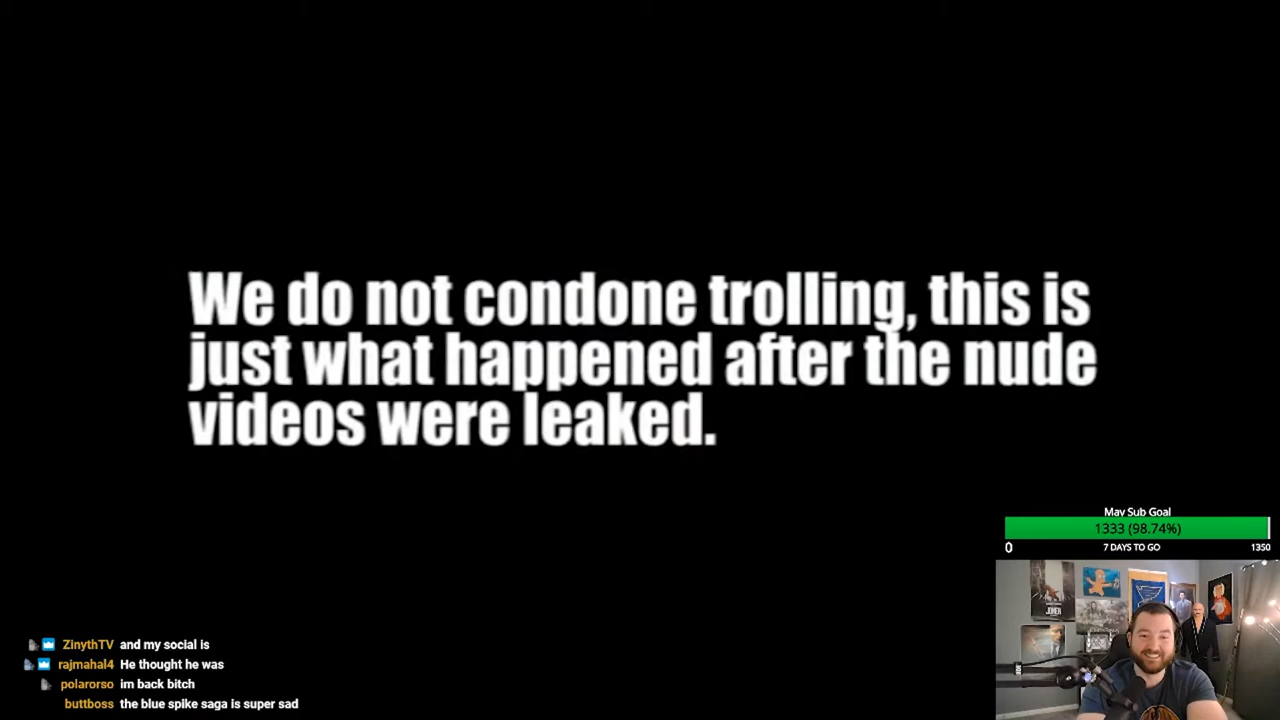 We do not condone trolling, this is
just what happened after the nude
videos were leaked.
May Sub Goal
1333 (98.74%)
0 7 DAYS TO GO 1350
ZinythTV and my social is
rajmahal4 He thought he was
polarorso im back bitch
buttboss the blue spike saga is super sad